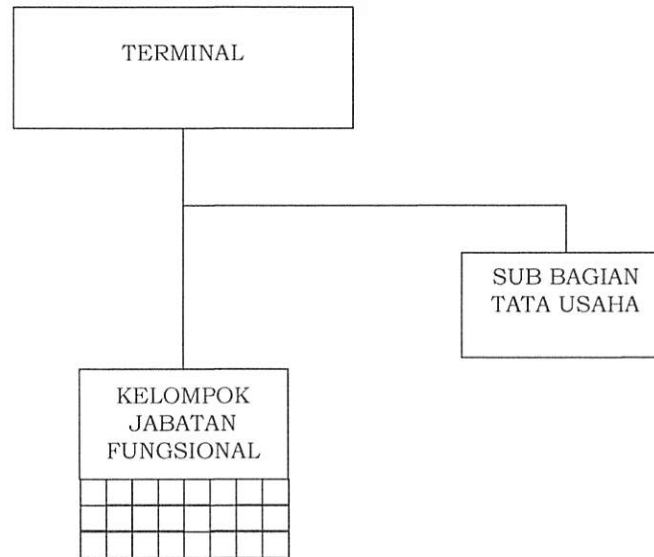 TERMINAL
SUB BAGIAN
TATA USAHA
KELOMPOK
JABATAN
FUNGSIONAL